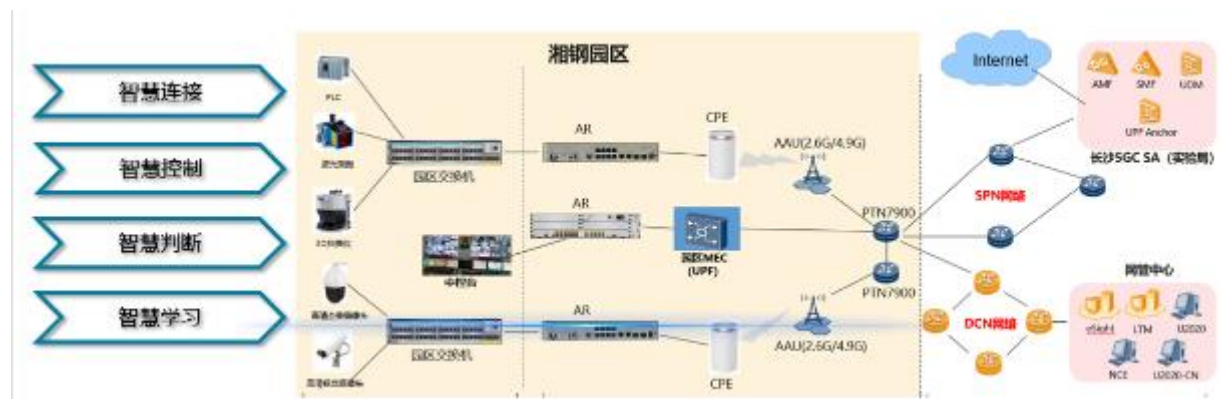 智慧连接
智慧控制
智慧判断
智慧学习
湘钢园区
PLC
园区交换机
AR
CPE
AAU(2.6G/4.9G)
AR
中控台
园区MEC
(UPF)
PTN7900
PTN7900
园区交换机
AR
CPE
AAU(2.6G/4.9G)
Internet
AMF
SMF
UDM
UPF Anchor
长沙5GC SA（实验局）
SPN网络
DCN网络
网管中心
eSight
LTM
U2020
NCE
U2020-CN